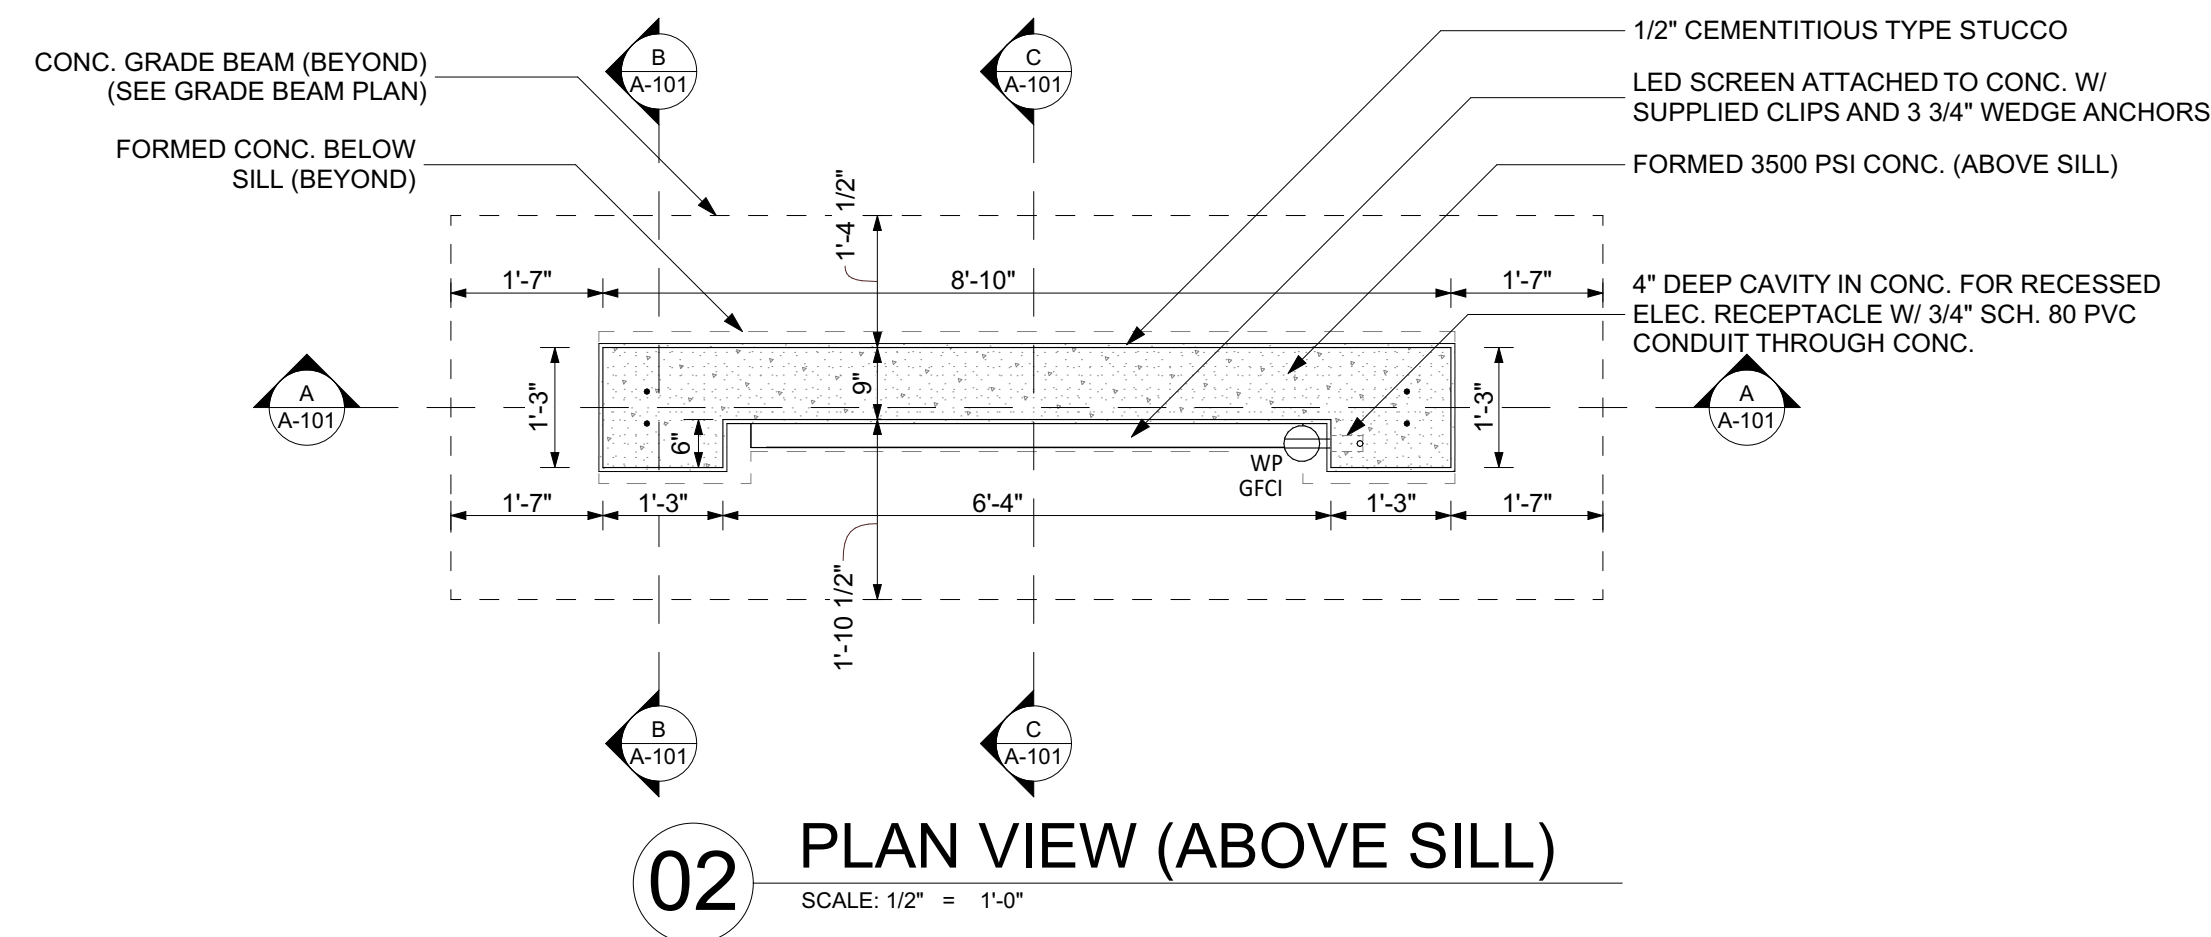 B
A-101
C
A-101
1/2" CEMENTITIOUS TYPE STUCCO
CONC. GRADE BEAM (BEYOND)
(SEE GRADE BEAM PLAN)
LED SCREEN ATTACHED TO CONC. W/
SUPPLIED CLIPS AND 3 3/4" WEDGE ANCHORS
FORMED CONC. BELOW
SILL (BEYOND)
FORMED 3500 PSI CONC. (ABOVE SILL)
1'-4 1/2"
1'-7"
8'-10"
1'-7"
4" DEEP CAVITY IN CONC. FOR RECESSED
ELEC. RECEPTACLE W/ 3/4" SCH. 80 PVC
CONDUIT THROUGH CONC.
A
A-101
1'-3"
9"
6"
1'-3"
A
A-101
WP
GFCI
1'-7"
1'-3"
6'-4"
1'-3"
1'-7"
1'-10 1/2"
B
A-101
C
A-101
02
PLAN VIEW (ABOVE SILL)
SCALE: 1/2" = 1'-0"